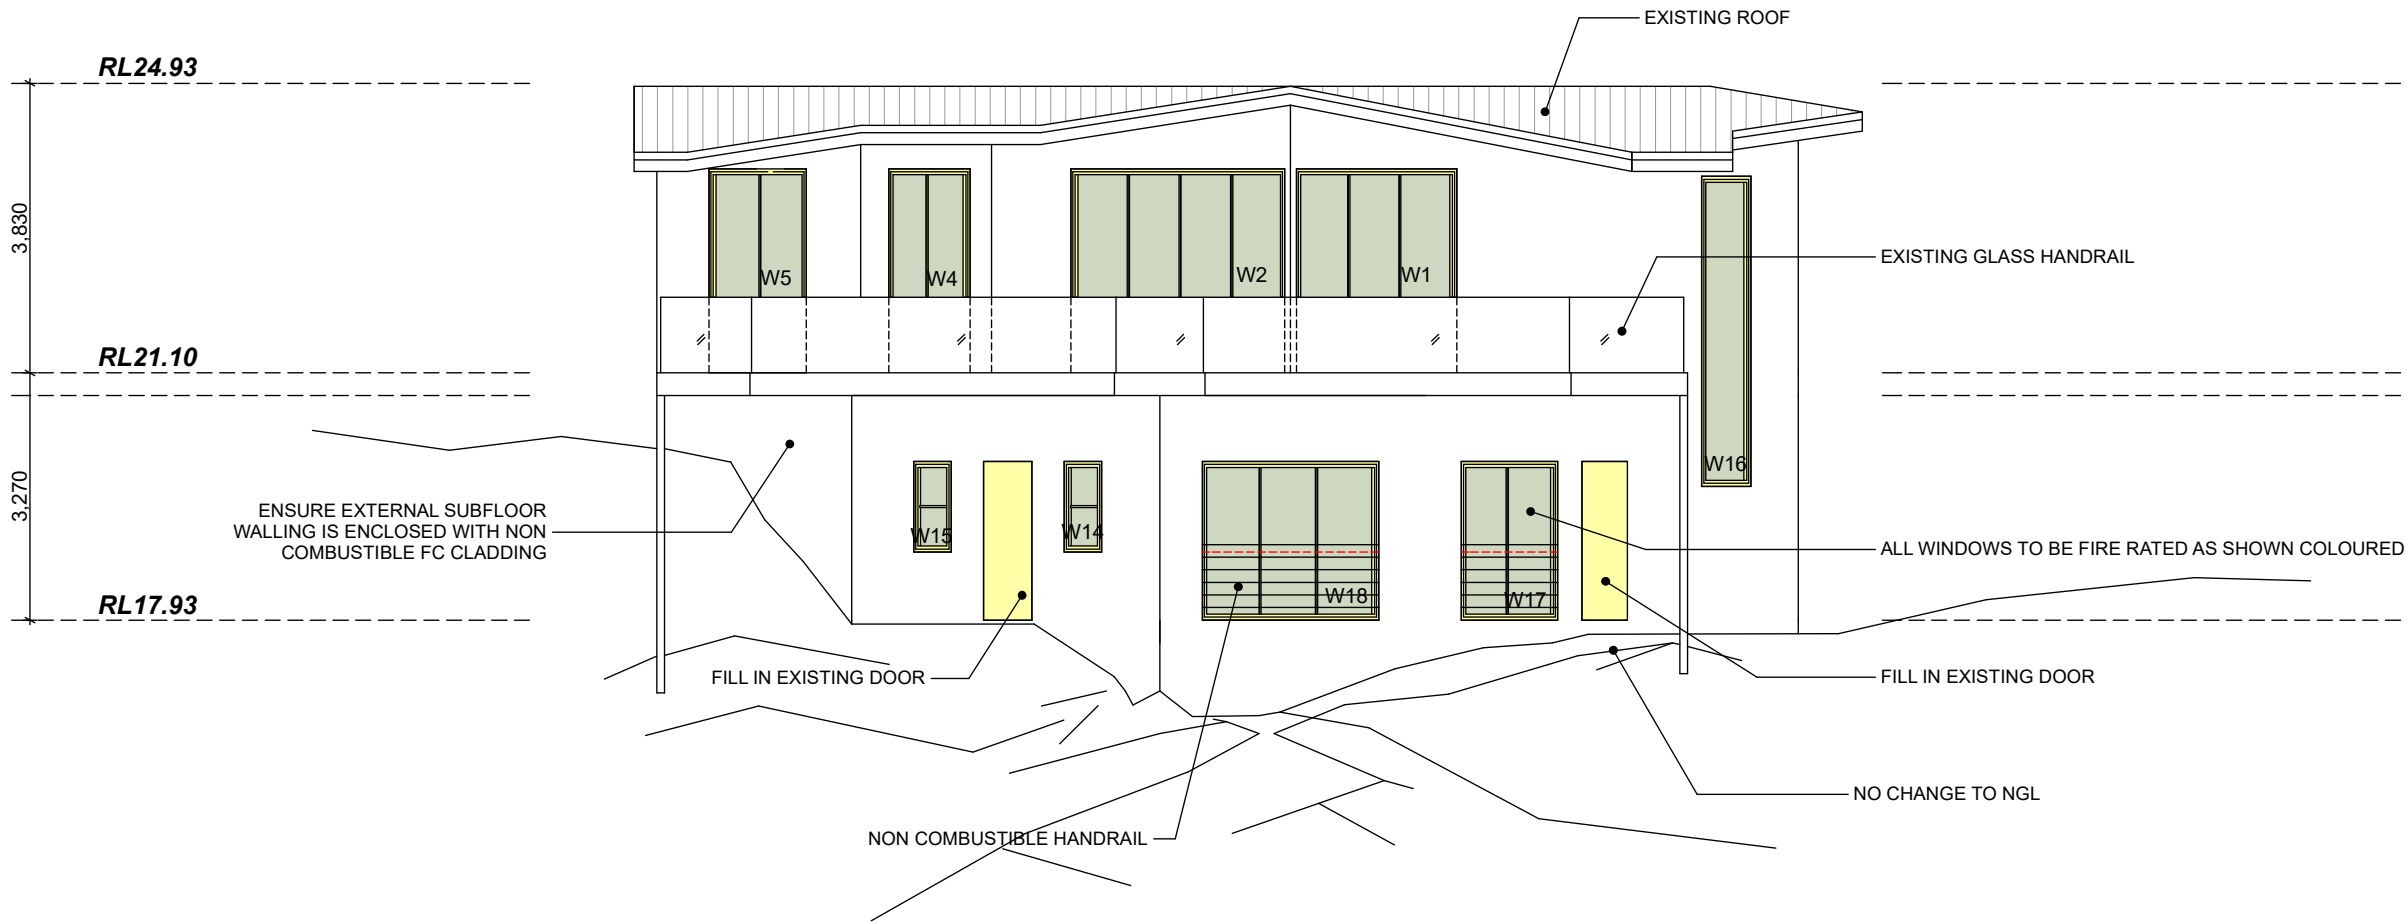 EXISTING ROOF
RL24.93
3,830
EXISTING GLASS HANDRAIL
W5
W4
W2
W1
RL21.10
W16
3,270
ENSURE EXTERNAL SUBFLOOR
WALLING IS ENCLOSED WITH NON
COMBUSTIBLE FC CLADDING
W15
W14
ALL WINDOWS TO BE FIRE RATED AS SHOWN COLOURED
W18
W17
RL17.93
FILL IN EXISTING DOOR
FILL IN EXISTING DOOR
NO CHANGE TO NGL
NON COMBUSTIBLE HANDRAIL